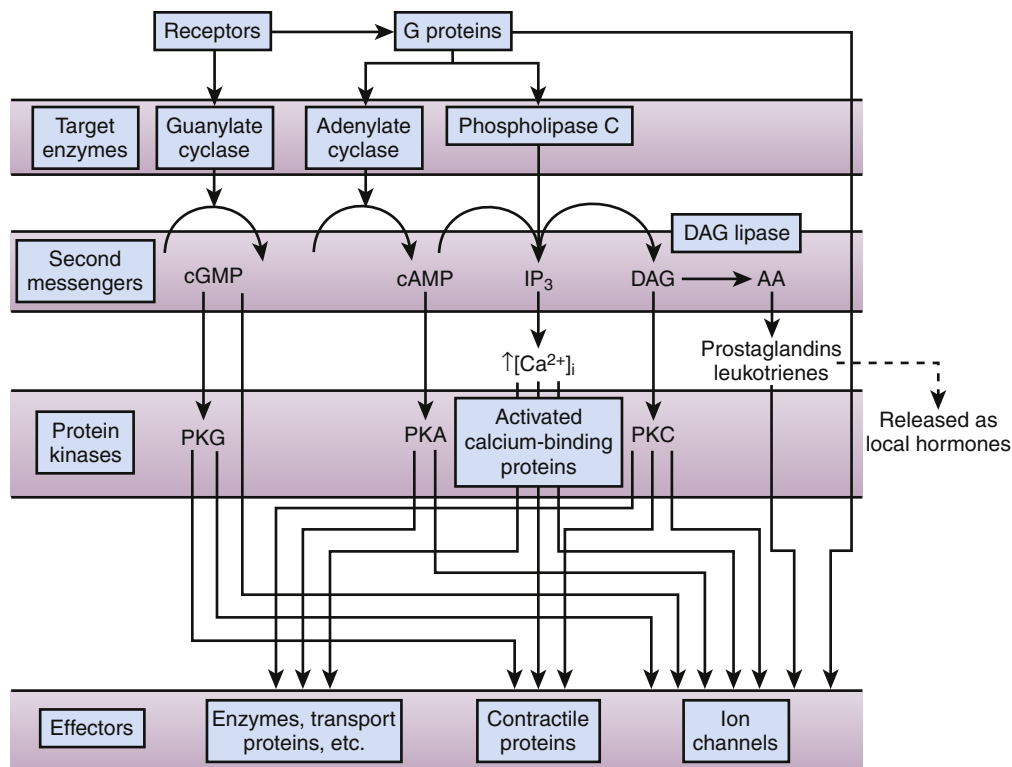 Receptors
G proteins
Target
enzymes
Guanylate
cyclase
Adenylate
cyclase
Phospholipase C
DAG lipase
Second
messengers
cGMP
cAMP
IP₃
DAG
AA
↑[Ca²⁺]ᵢ
Prostaglandins
leukotrienes
Released as
local hormones
Protein
kinases
PKG
PKA
Activated
calcium-binding
proteins
PKC
Effectors
Enzymes, transport
proteins, etc.
Contractile
proteins
Ion
channels